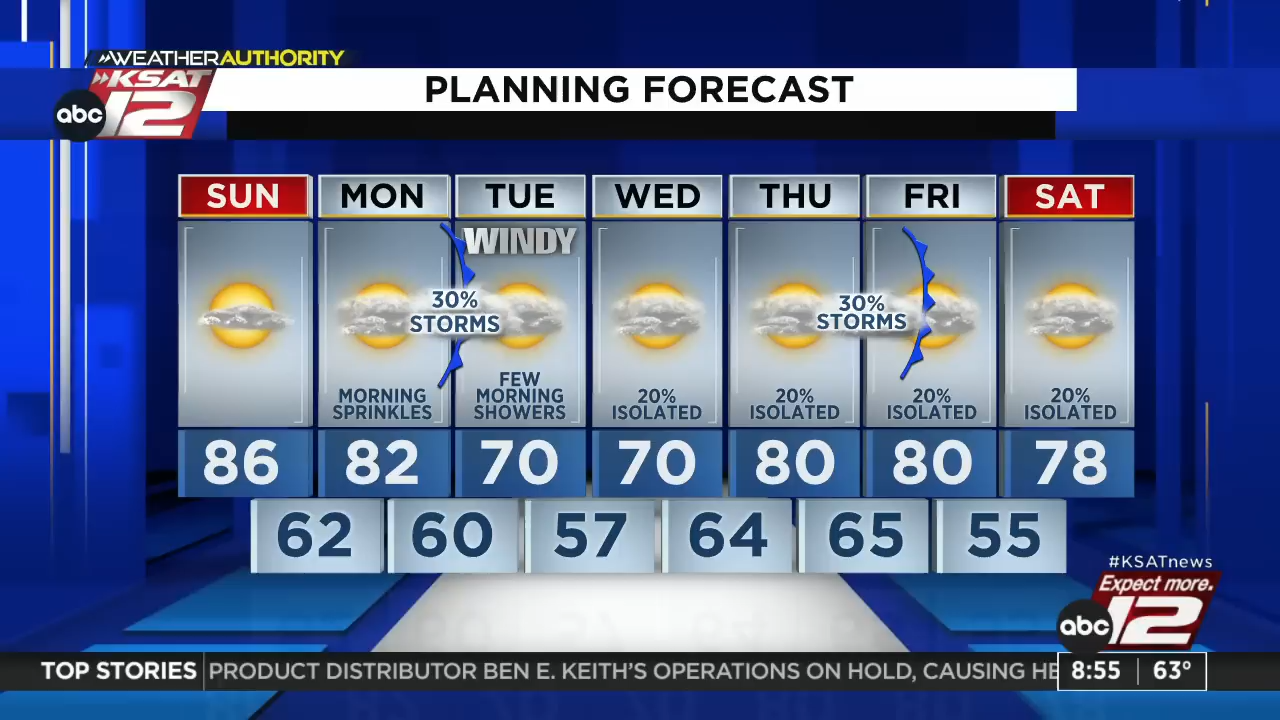 WEATHERAUTHORITY
KSAT
12
abc
PLANNING FORECAST
SUN
MON
TUE
WED
THU
FRI
SAT
WINDY
30%
STORMS
30%
STORMS
MORNING
SPRINKLES
FEW
MORNING
SHOWERS
20%
ISOLATED
20%
ISOLATED
20%
ISOLATED
20%
ISOLATED
86
82
70
70
80
80
78
62
60
57
64
65
55
#KSATnews
Expect more.
abc
12
TOP STORIES
PRODUCT DISTRIBUTOR BEN E. KEITH'S OPERATIONS ON HOLD, CAUSING HE
8:55
63°